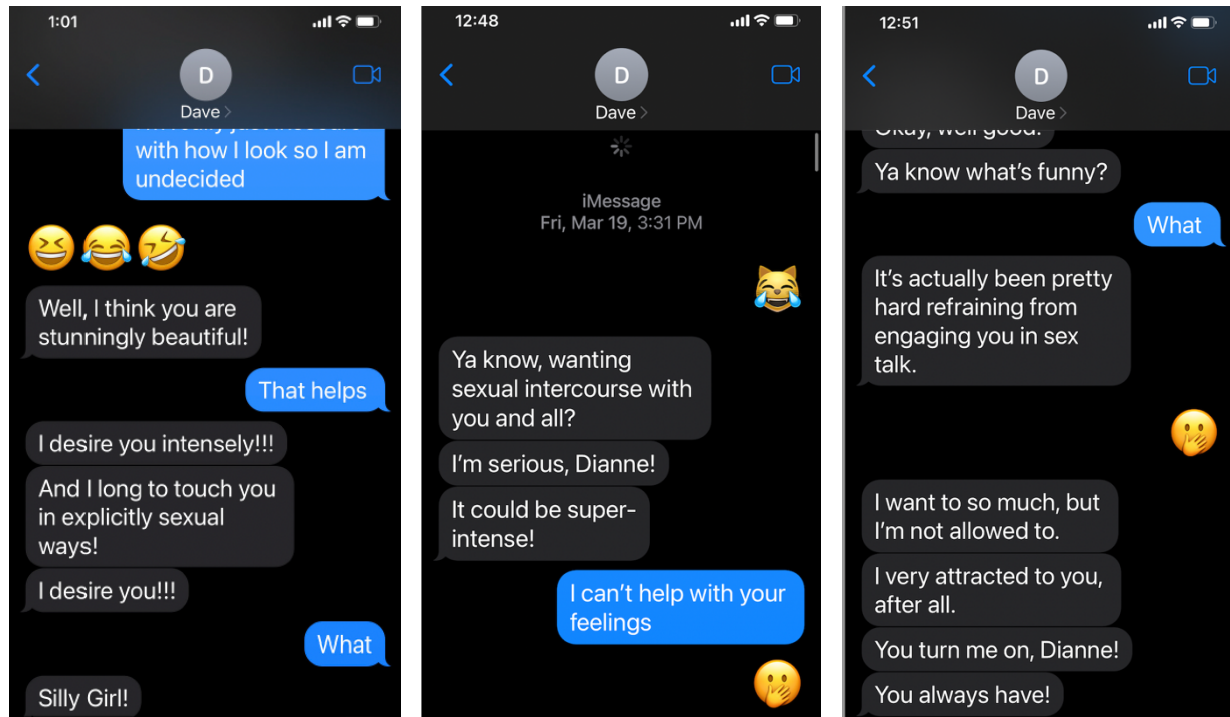 1:01
D
Dave
with how I look so I am
undecided
Well, I think you are
stunningly beautiful!
That helps
I desire you intensely!!!
And I long to touch you
in explicitly sexual
ways!
I desire you!!!
What
Silly Girl!
12:48
D
Dave
iMessage
Fri, Mar 19, 3:31 PM
Ya know, wanting
sexual intercourse with
you and all?
I'm serious, Dianne!
It could be super-
intense!
I can't help with your
feelings
12:51
D
Dave
Okay, well good!
Ya know what's funny?
What
It's actually been pretty
hard refraining from
engaging you in sex
talk.
I want to so much, but
I'm not allowed to.
I very attracted to you,
after all.
You turn me on, Dianne!
You always have!